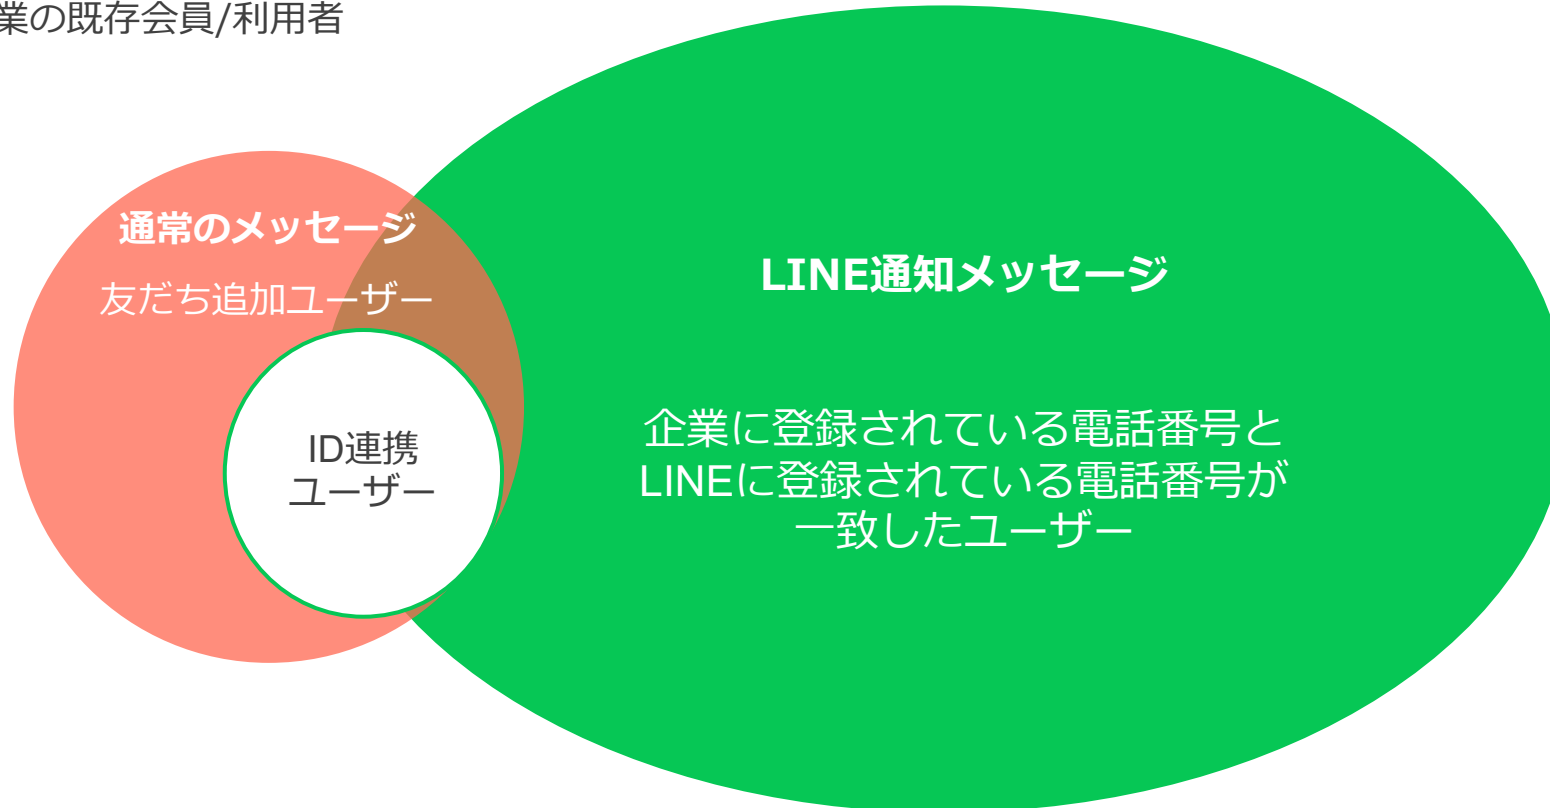 業の既存会員/利用者
通常のメッセージ
友だち追加ユーザー
ID連携
ユーザー
LINE通知メッセージ
企業に登録されている電話番号と
LINEに登録されている電話番号が
一致したユーザー